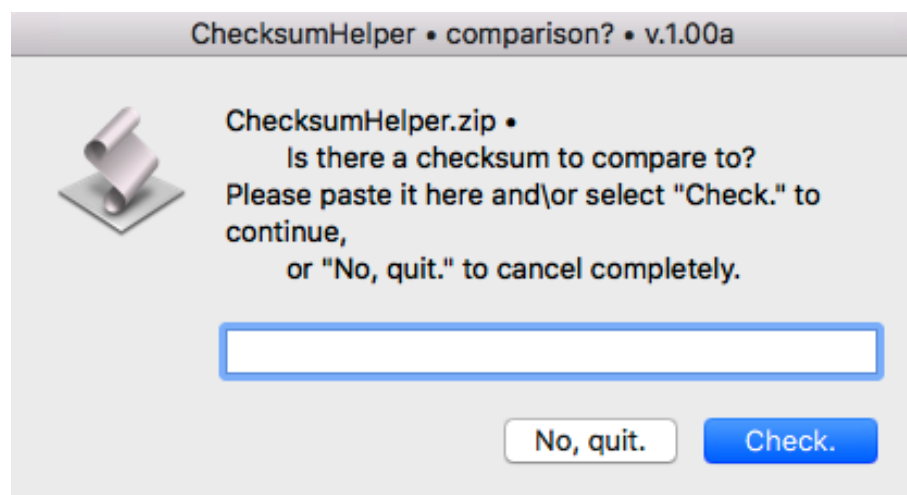 ChecksumHelper • comparison? • v.1.00a
ChecksumHelper.zip •
Is there a checksum to compare to?
Please paste it here and\or select "Check." to
continue,
or "No, quit." to cancel completely.
No, quit.
Check.